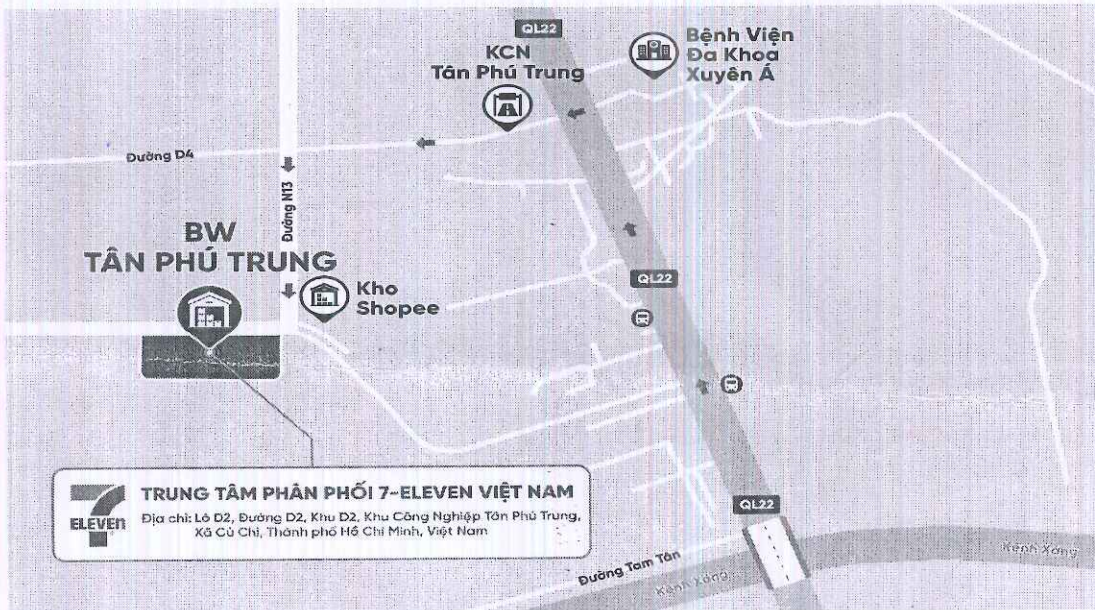 QL22
KCN
Tân Phú Trung
Bệnh Viện
Đa Khoa
Xuyên Á
Đường D4
Đường N13
BW
TÂN PHÚ TRUNG
Kho
Shopee
QL22
7
ELEVEn
TRUNG TÂM PHÂN PHỐI 7-ELEVEN VIỆT NAM
Địa chỉ: Lô D2, Đường D2, Khu D2, Khu Công Nghiệp Tân Phú Trung,
Xã Củ Chi, Thành phố Hồ Chí Minh, Việt Nam
QL22
Đường Tam Tân
Kênh Xáng
Kênh Xáng